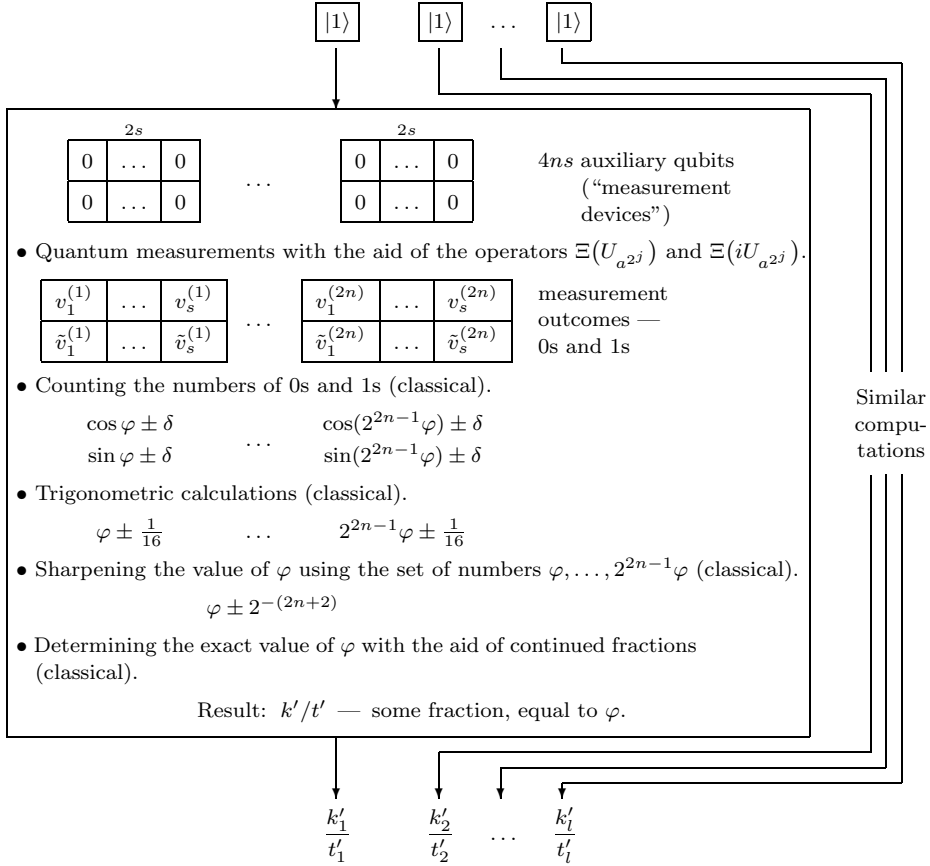 |1⟩ |1⟩ … |1⟩
2s 2s
0 … 0 0 … 0 4ns auxiliary qubits
… (“measurement
0 … 0 0 … 0 devices”)
• Quantum measurements with the aid of the operators Ξ(U_{a^{2^j}}) and Ξ(iU_{a^{2^j}}).
v_1^{(1)} … v_s^{(1)} v_1^{(2n)} … v_s^{(2n)} measurement
… outcomes —
ṽ_1^{(1)} … ṽ_s^{(1)} ṽ_1^{(2n)} … ṽ_s^{(2n)} 0s and 1s
• Counting the numbers of 0s and 1s (classical).
cos φ ± δ cos(2^{2n−1}φ) ± δ
…
sin φ ± δ sin(2^{2n−1}φ) ± δ
Similar
compu-
tations
• Trigonometric calculations (classical).
φ ± 1/16 … 2^{2n−1}φ ± 1/16
• Sharpening the value of φ using the set of numbers φ, … , 2^{2n−1}φ (classical).
φ ± 2^{−(2n+2)}
• Determining the exact value of φ with the aid of continued fractions
(classical).
Result: k′/t′ — some fraction, equal to φ.
k′_1/t′_1 k′_2/t′_2 … k′_l/t′_l